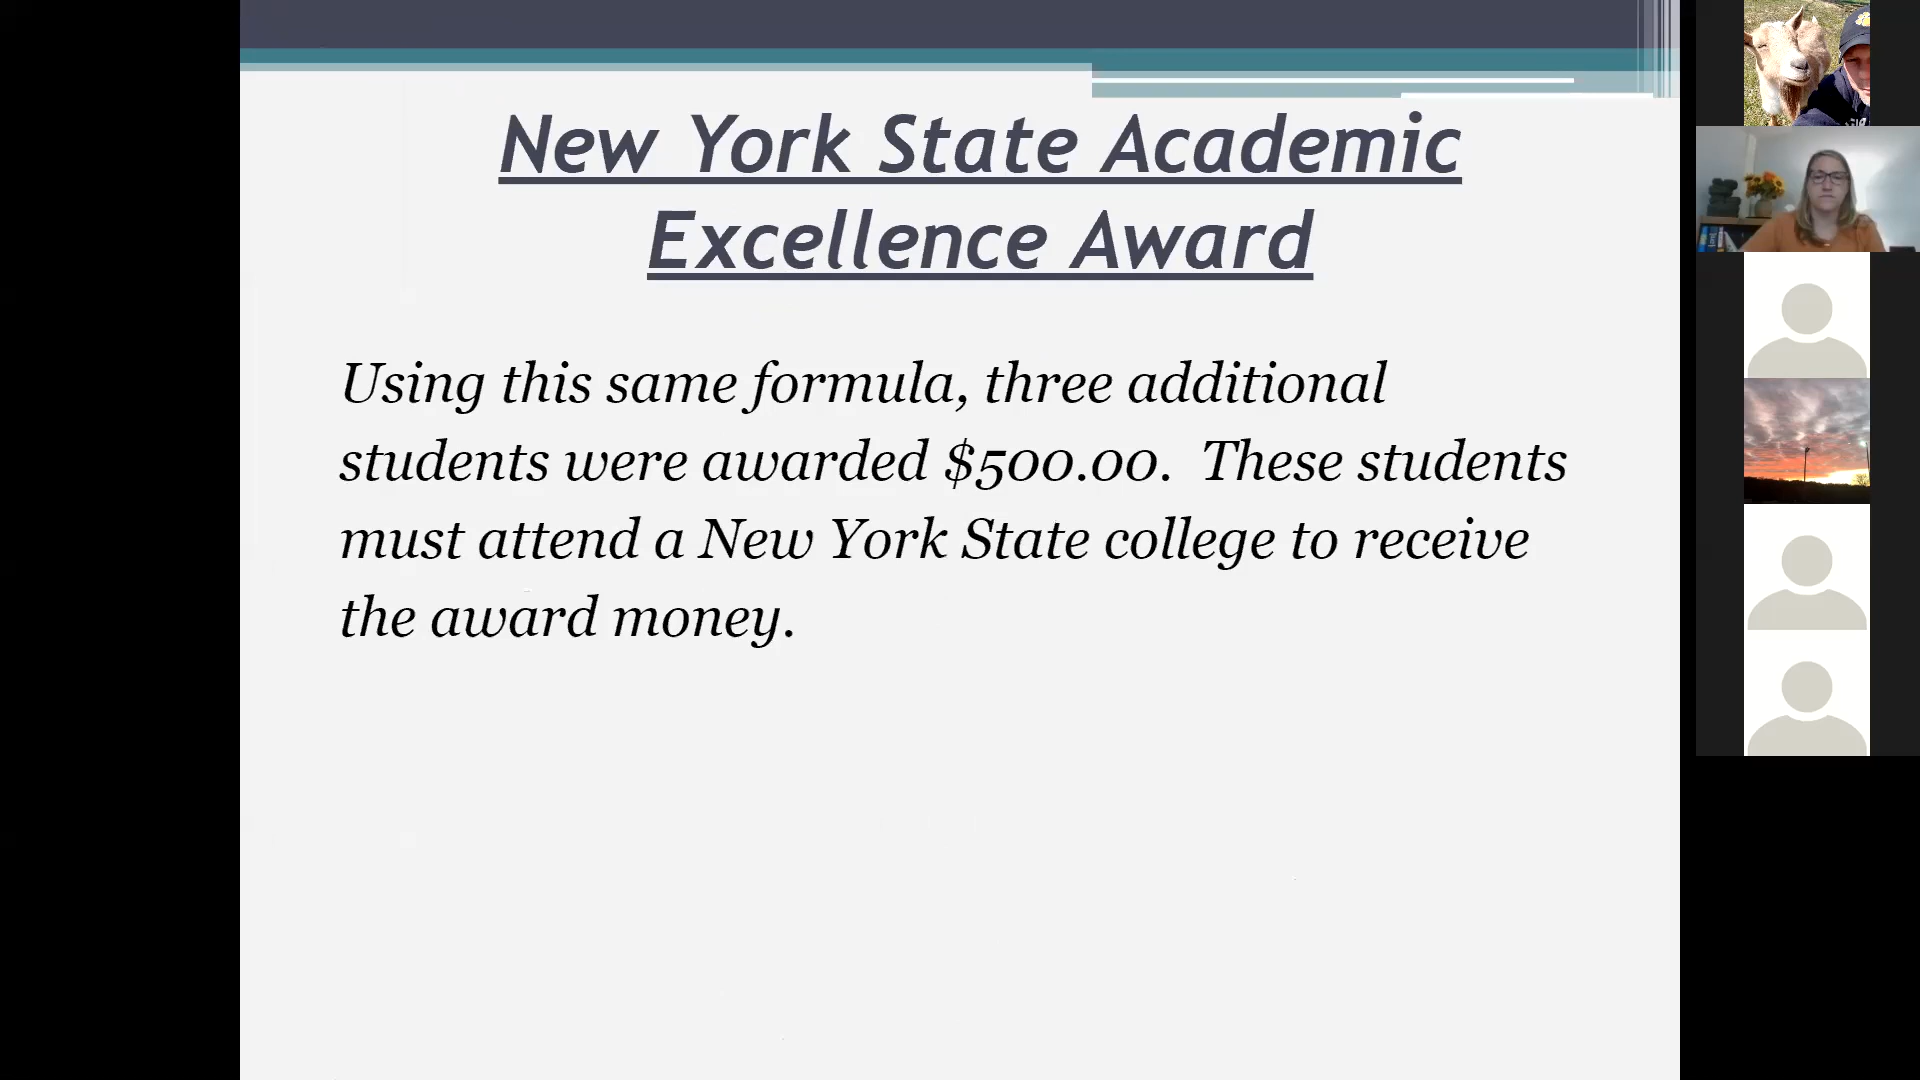 New York State Academic
Excellence Award
Using this same formula, three additional
students were awarded $500.00.  These students
must attend a New York State college to receive
the award money.